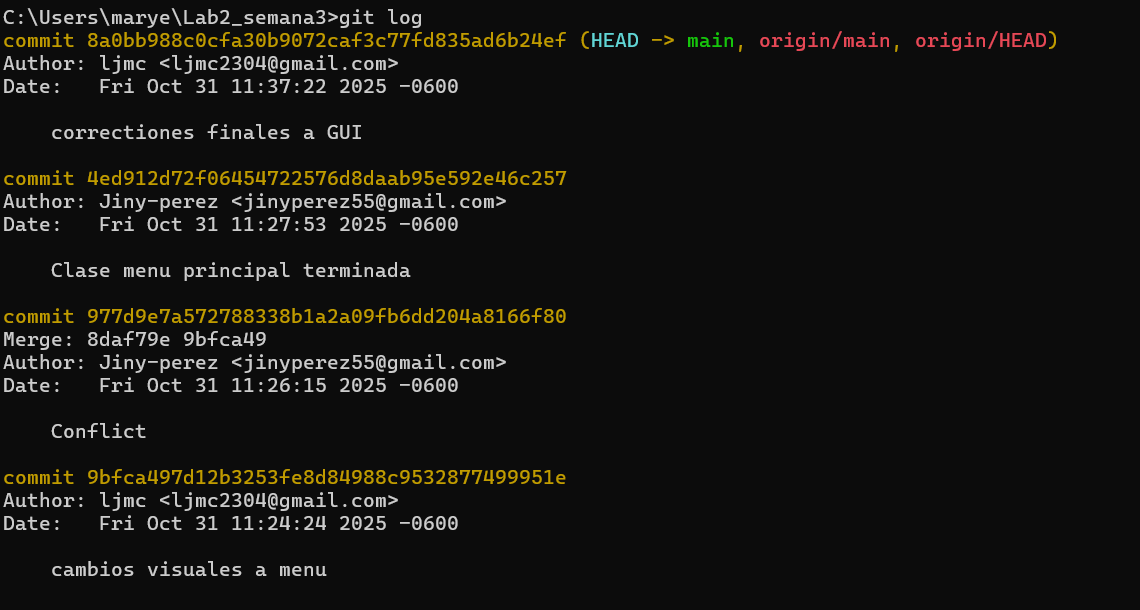 C:\Users\marye\Lab2_semana3>git log
commit 8a0bb988c0cfa30b9072caf3c77fd835ad6b24ef (HEAD -> main, origin/main, origin/HEAD)
Author: ljmc <ljmc2304@gmail.com>
Date:   Fri Oct 31 11:37:22 2025 -0600

    correctiones finales a GUI

commit 4ed912d72f06454722576d8daab95e592e46c257
Author: Jiny-perez <jinyperez55@gmail.com>
Date:   Fri Oct 31 11:27:53 2025 -0600

    Clase menu principal terminada

commit 977d9e7a572788338b1a2a09fb6dd204a8166f80
Merge: 8daf79e 9bfca49
Author: Jiny-perez <jinyperez55@gmail.com>
Date:   Fri Oct 31 11:26:15 2025 -0600

    Conflict

commit 9bfca497d12b3253fe8d84988c9532877499951e
Author: ljmc <ljmc2304@gmail.com>
Date:   Fri Oct 31 11:24:24 2025 -0600

    cambios visuales a menu